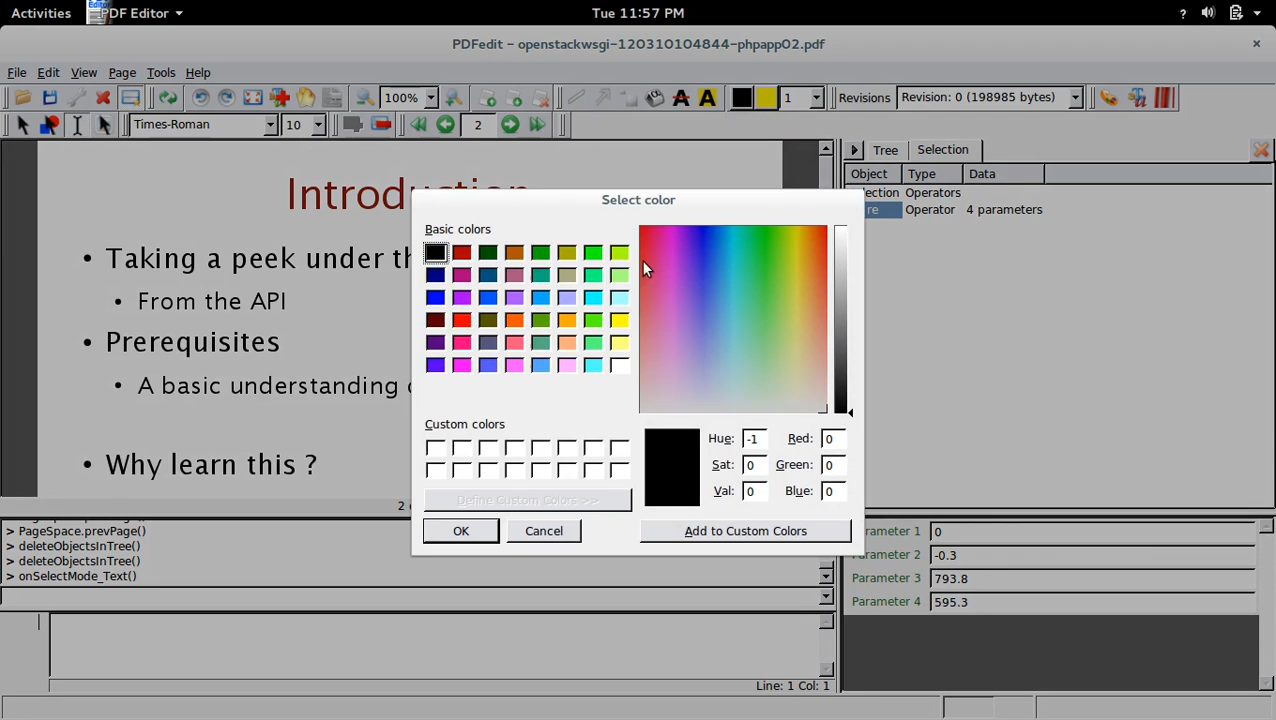 Activities PDF Editor Tue 11:57 PM ?
PDFedit – openstackwsgi-120310104844-phpapp02.pdf
File Edit View Page Tools Help
100% A A 1 Revisions Revision: 0 (198985 bytes)
Times-Roman 10 2
Tree Selection
Object Type Data
Operators
re Operator 4 parameters
Introduction
• Taking a peek under
• From the API
• Prerequisites
• A basic understanding
• Why learn this ?
Select color
Basic colors
Custom colors
Define Custom Colors >>
Hue: -1 Red: 0
Sat: 0 Green: 0
Val: 0 Blue: 0
OK Cancel Add to Custom Colors
2
> PageSpace.prevPage()
> deleteObjectsInTree()
> deleteObjectsInTree()
> onSelectMode_Text()
Parameter 1 0
Parameter 2 -0.3
Parameter 3 793.8
Parameter 4 595.3
Line: 1 Col: 1